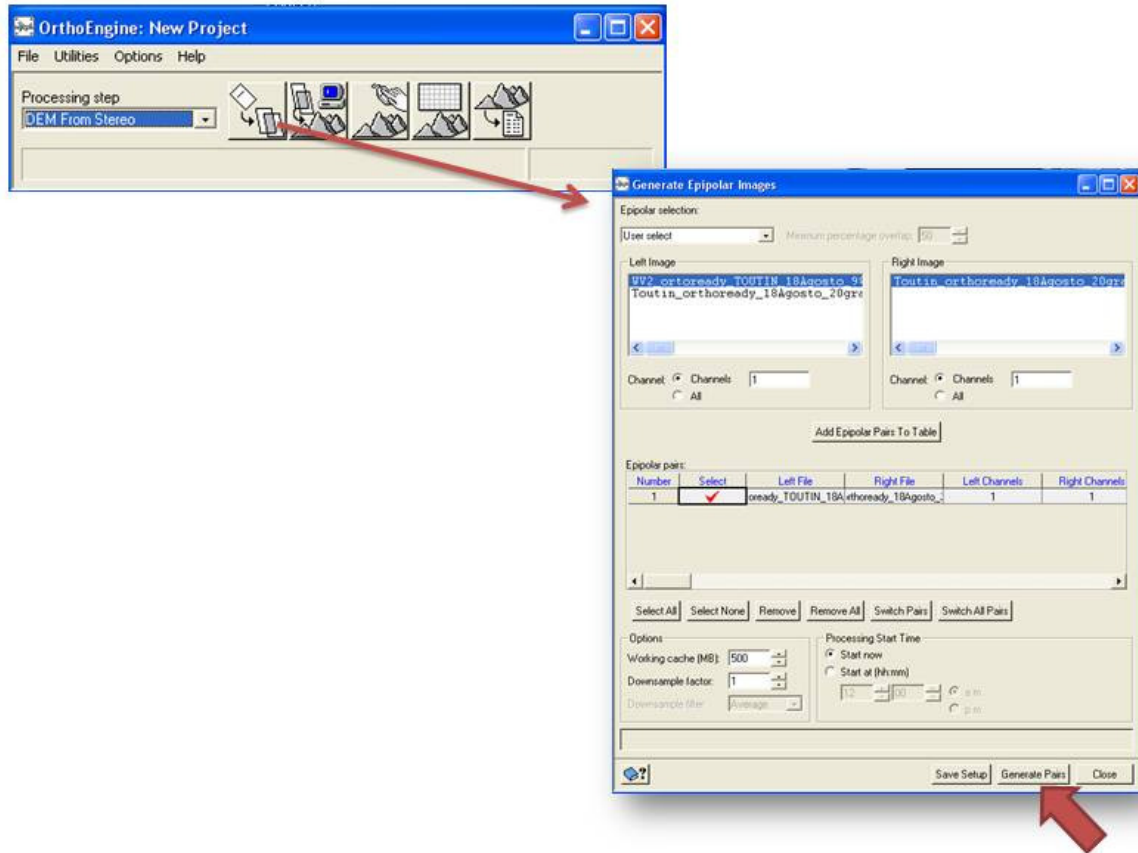 OrthoEngine: New Project
File Utilities Options Help
Processing step
DEM From Stereo
Generate Epipolar Images
Epipolar selection:
User select Minimum percentage overlap: 50
Left Image Right Image
WV2_ortoready_TOUTIN_18Agosto_9 Toutin_orthoready_18Agosto_20gra
Toutin_orthoready_18Agosto_20gra
Channel: Channels 1 Channel: Channels 1
All All
Add Epipolar Pairs To Table
Epipolar pairs:
Number Select Left File Right File Left Channels Right Channels
1 oready_TOUTIN_18A ethoready_18Agosto_ 1 1
Select All Select None Remove Remove All Switch Pairs Switch All Pairs
Options Processing Start Time
Working cache (MB): 500 Start now
Downsample factor: 1 Start at (hh:mm)
Downsample filter: Average 12 00 a.m.
p.m.
? Save Setup Generate Pairs Close